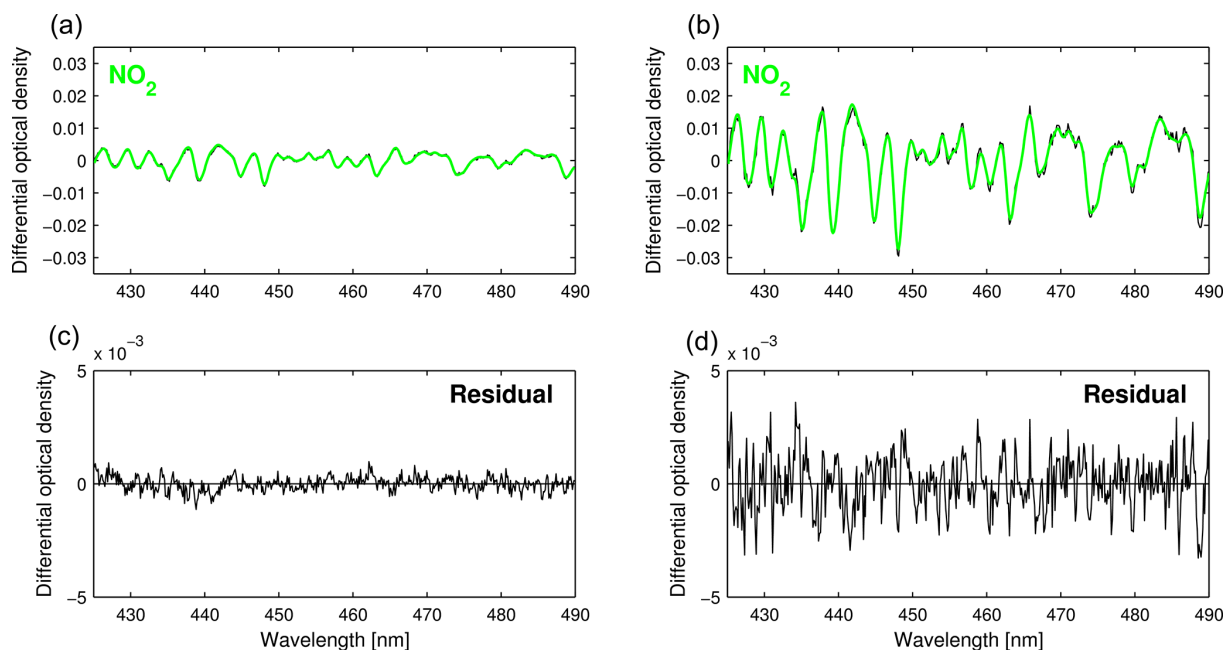 (a)
Differential optical density
0.03
0.02
0.01
0
−0.01
−0.02
−0.03
NO2
430 440 450 460 470 480 490
(b)
Differential optical density
0.03
0.02
0.01
0
−0.01
−0.02
−0.03
NO2
430 440 450 460 470 480 490
(c)
x 10−3
Differential optical density
5
0
−5
Residual
430 440 450 460 470 480 490
Wavelength [nm]
(d)
x 10−3
Differential optical density
5
0
−5
Residual
430 440 450 460 470 480 490
Wavelength [nm]